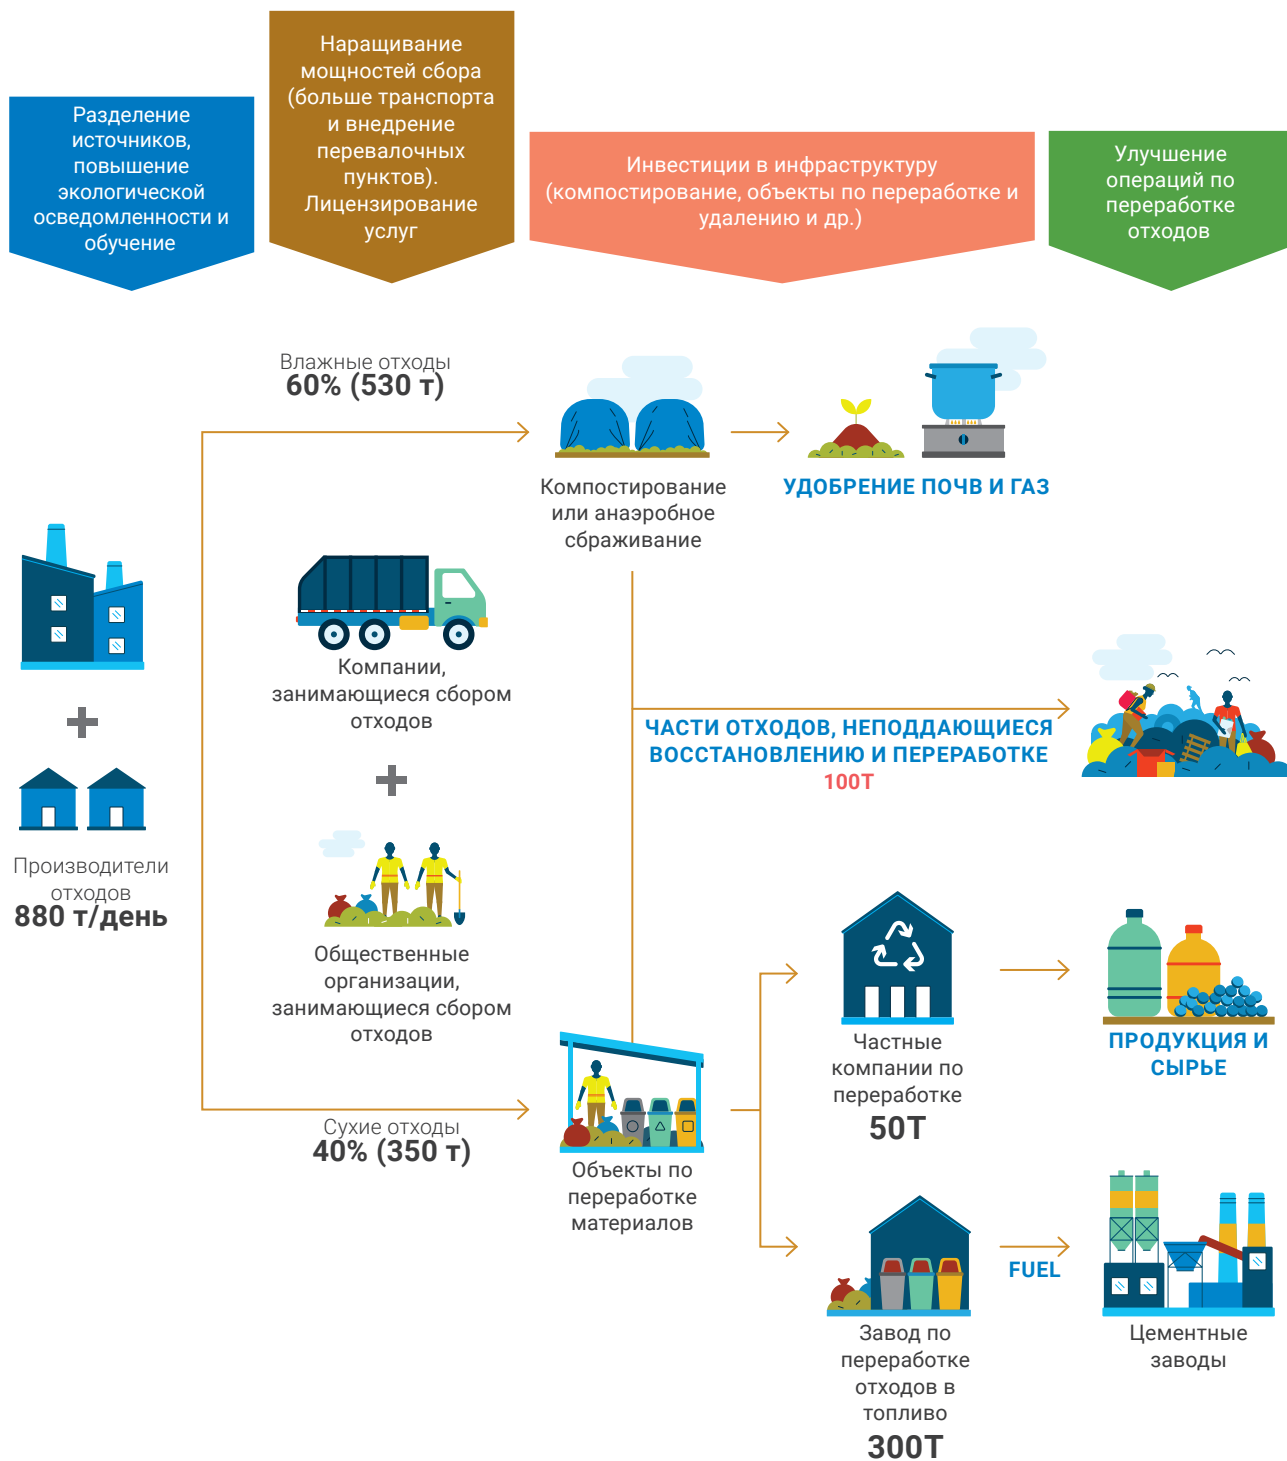 Разделение
источников,
повышение
экологической
осведомленности и
обучение
Наращивание
мощностей сбора
(больше транспорта
и внедрение
перевалочных
пунктов).
Лицензирование
услуг
Инвестиции в инфраструктуру
(компостирование, объекты по переработке и
удалению и др.)
Улучшение
операций по
переработке
отходов
Влажные отходы
60% (530 т)
Компостирование
или анаэробное
сбраживание
УДОБРЕНИЕ ПОЧВ И ГАЗ
Компании,
занимающиеся сбором
отходов
ЧАСТИ ОТХОДОВ, НЕПОДДАЮЩИЕСЯ
ВОССТАНОВЛЕНИЮ И ПЕРЕРАБОТКЕ
100Т
Производители
отходов
880 т/день
Общественные
организации,
занимающиеся сбором
отходов
Частные
компании по
переработке
50Т
ПРОДУКЦИЯ И
СЫРЬЕ
Сухие отходы
40% (350 т)
Объекты по
переработке
материалов
FUEL
Завод по
переработке
отходов в
топливо
300Т
Цементные
заводы